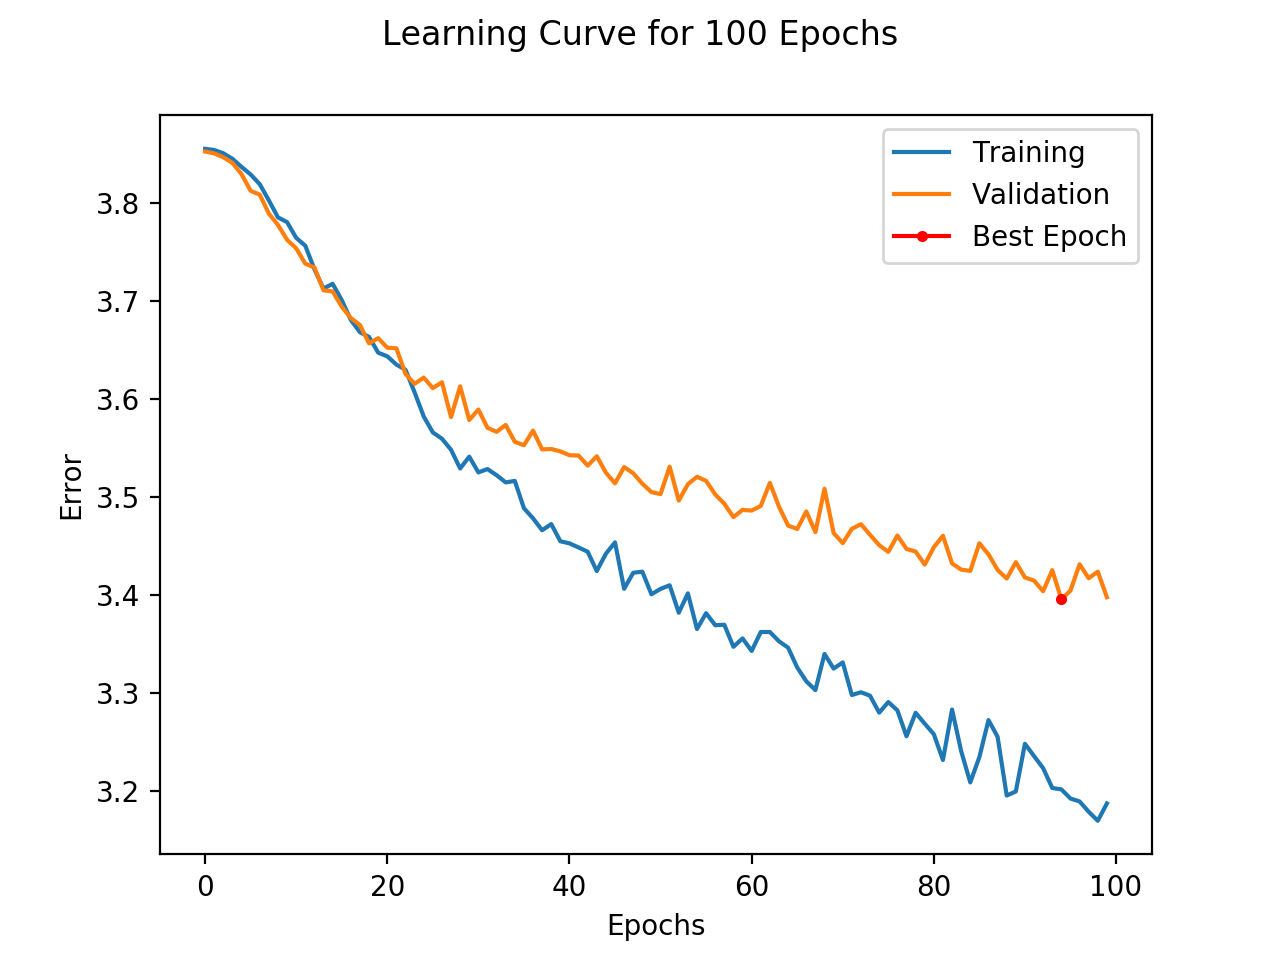 Learning Curve for 100 Epochs
Training
Validation
Best Epoch
3.8
3.7
3.6
3.5
3.4
3.3
3.2
Error
0 20 40 60 80 100
Epochs